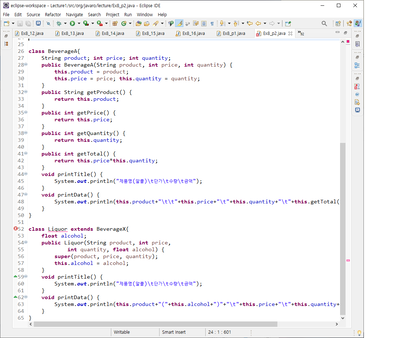 eclipse-workspace - Lecture1/src/org/javaro/lecture/Ex8_p2.java - Eclipse IDE
File Edit Source Refactor Navigate Search Project Run Window Help
Ex8_12.java Ex8_13.java Ex8_14.java Ex8_15.java Ex8_16.java Ex8_p1.java Ex8_p2.java
25
26 class BeverageA{
27 String product; int price, int quantity;
28 public BeverageA(String product, int price, int quantity) {
29 this.product = product;
30 this.price = price; this.quantity = quantity;
31 }
32 public String getProduct() {
33 return this.product;
34 }
35 public int getPrice() {
36 return this.price;
37 }
38 public int getQuantity() {
39 return this.quantity;
40 }
41 public int getTotal() {
42 return this.price*this.quantity;
43 }
44 void printTitle() {
45 System.out.println("제품명(알콜)\t단가\t수량\t금액");
46 }
47 void printData() {
48 System.out.println(this.product+"\t\t"+this.price+"\t"+this.quantity+"\t"+this.getTotal(
49 }
50 }
51
52 class Liquor extends BeverageX{
53 float alcohol;
54 public Liquor(String product, int price,
55 int quantity, float alcohol) {
56 super(product, price, quantity);
57 this.alcohol = alcohol;
58 }
59 void printTitle() {
60 System.out.println("제품명(알콜)\t단가\t수량\t금액");
61 }
62 void printData() {
63 System.out.println(this.product+"("+this.alcohol+")"+"\t"+this.price+"\t"+this.quantity+
64 }
65 }
Writable Smart Insert 24 : 1 : 601